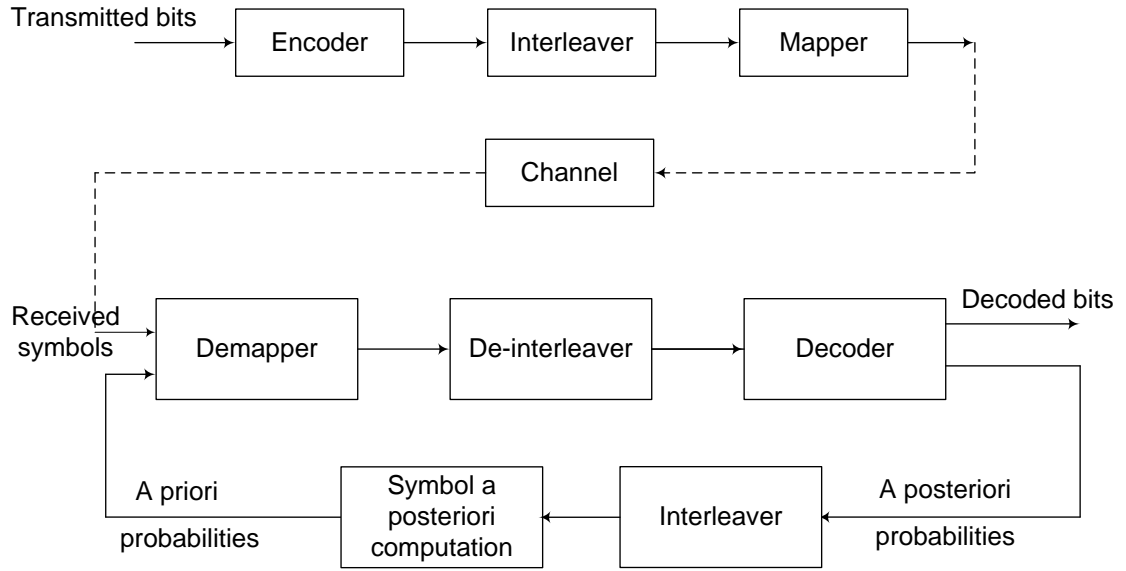 Transmitted bits
Encoder
Interleaver
Mapper
Channel
Received
symbols
Demapper
De-interleaver
Decoder
Decoded bits
A priori
probabilities
Symbol a
posteriori
computation
Interleaver
A posteriori
probabilities